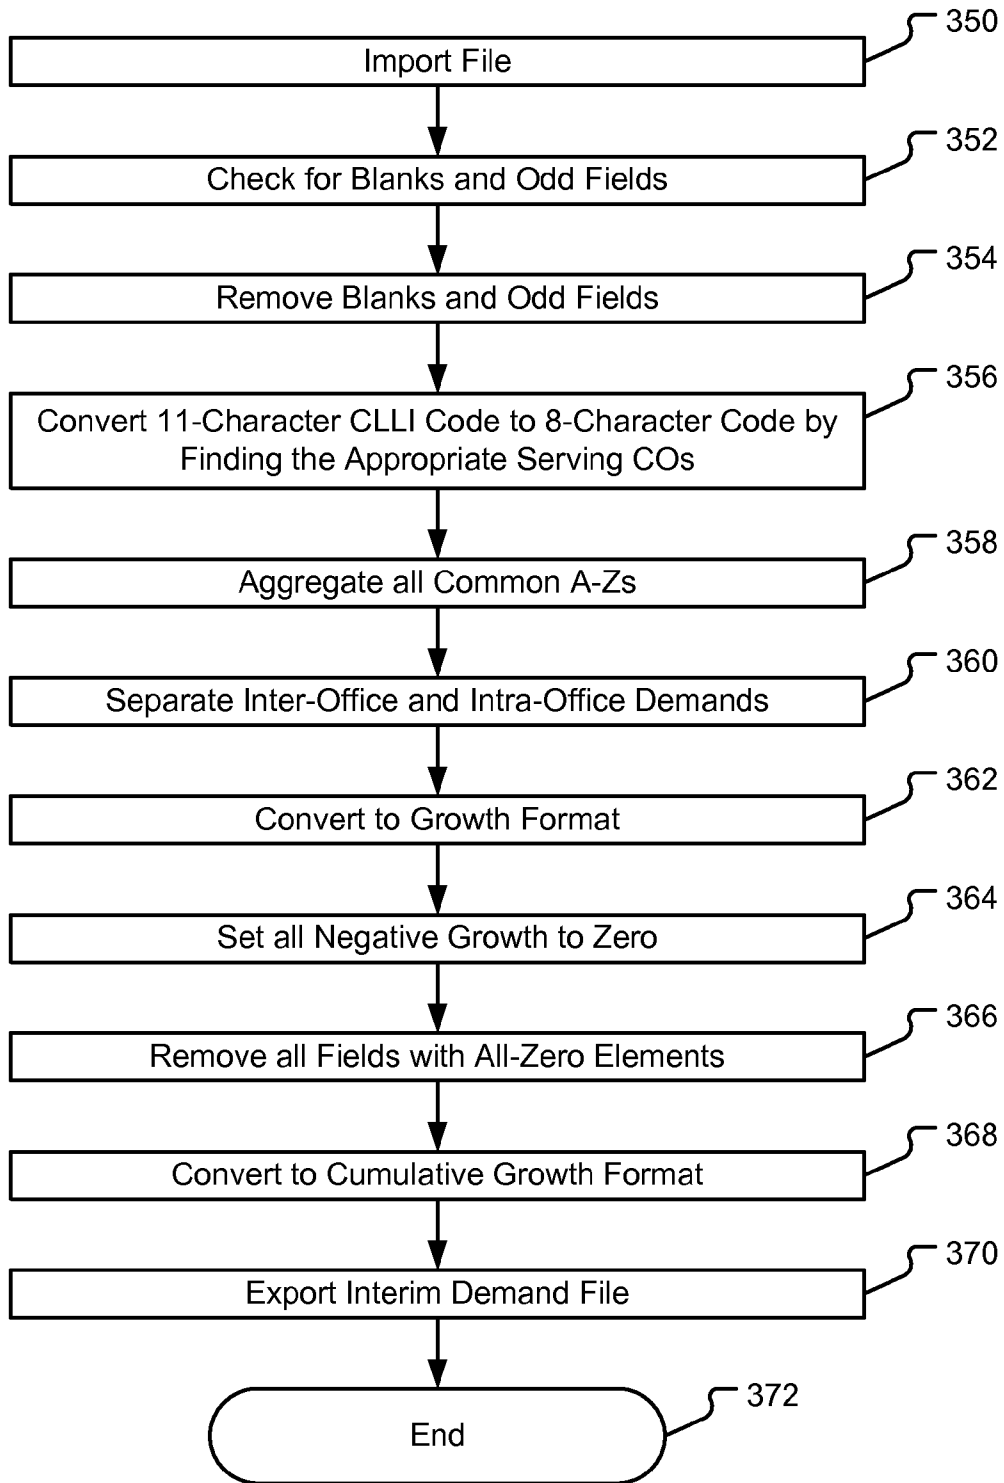 350
Import File
352
Check for Blanks and Odd Fields
354
Remove Blanks and Odd Fields
356
Convert 11-Character CLLI Code to 8-Character Code by
Finding the Appropriate Serving COs
358
Aggregate all Common A-Zs
360
Separate Inter-Office and Intra-Office Demands
362
Convert to Growth Format
364
Set all Negative Growth to Zero
366
Remove all Fields with All-Zero Elements
368
Convert to Cumulative Growth Format
370
Export Interim Demand File
372
End